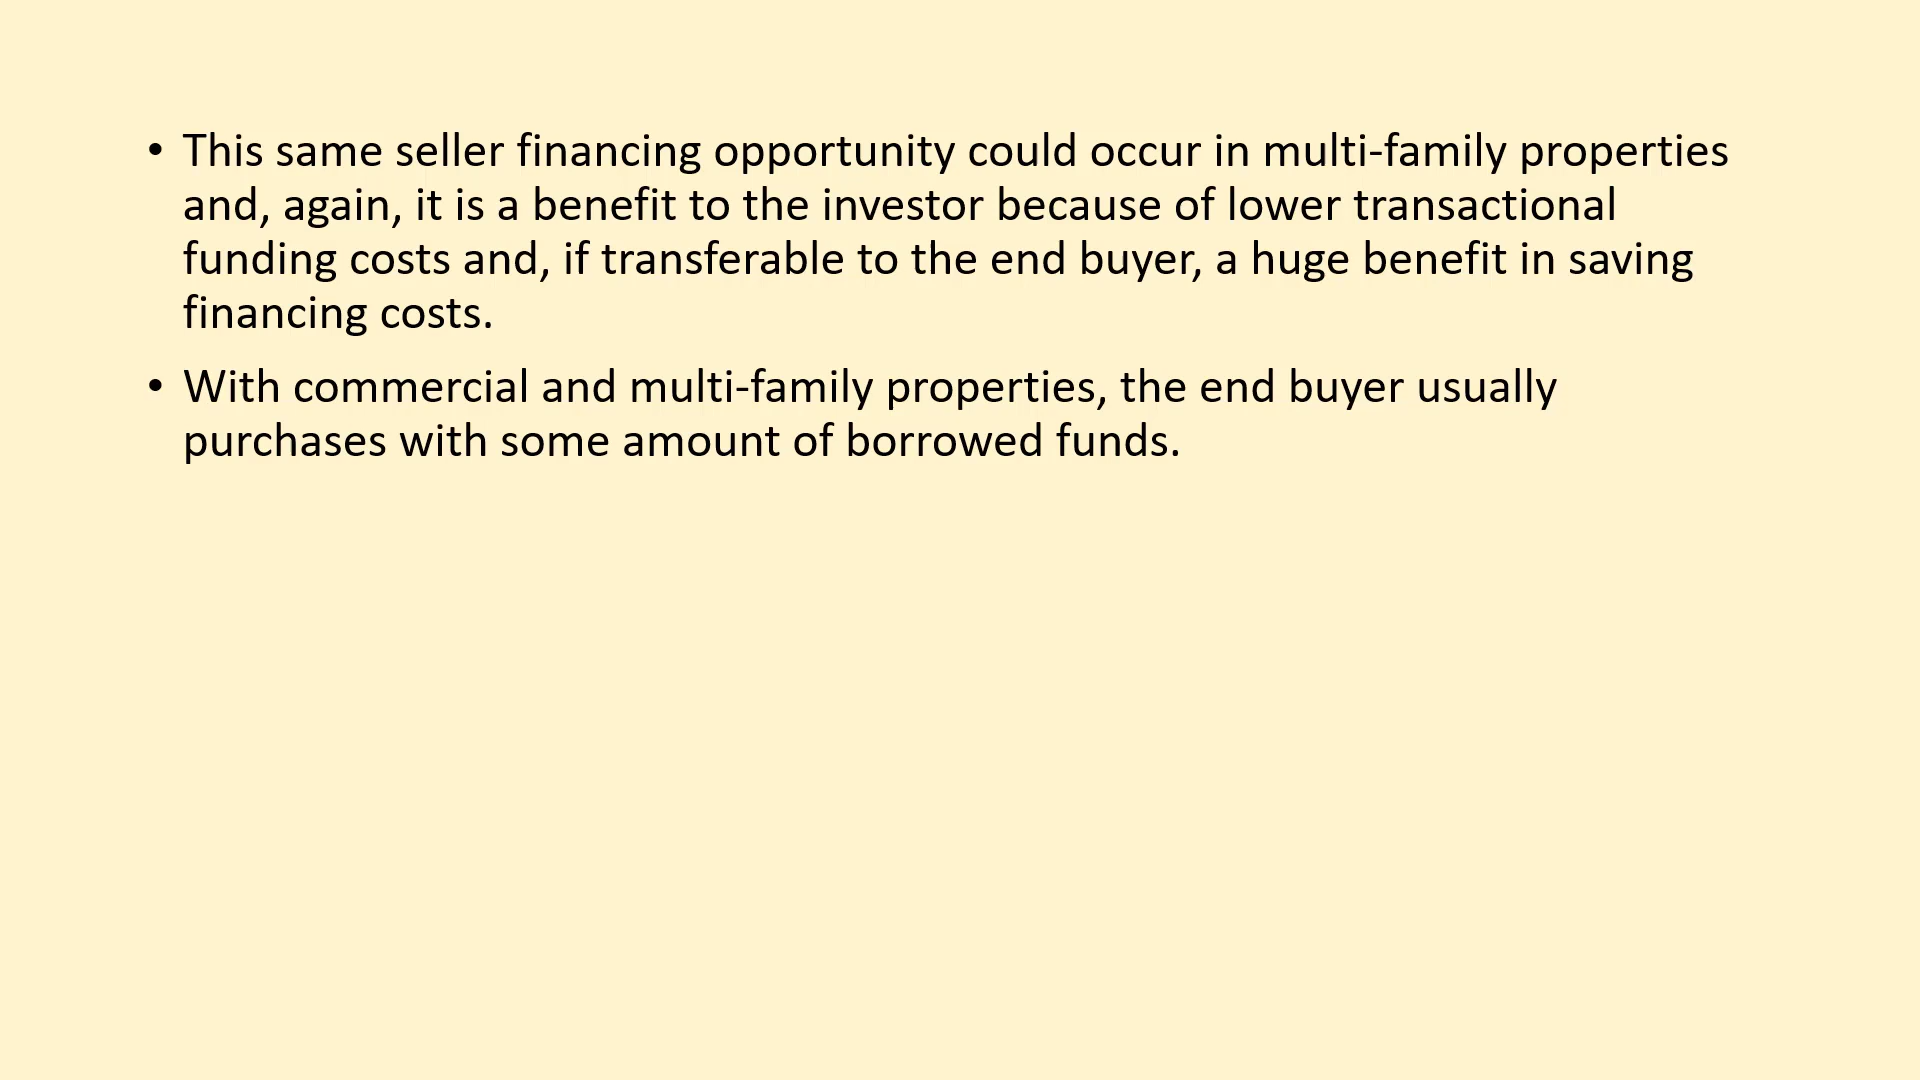 • This same seller financing opportunity could occur in multi-family properties
and, again, it is a benefit to the investor because of lower transactional
funding costs and, if transferable to the end buyer, a huge benefit in saving
financing costs.
• With commercial and multi-family properties, the end buyer usually
purchases with some amount of borrowed funds.